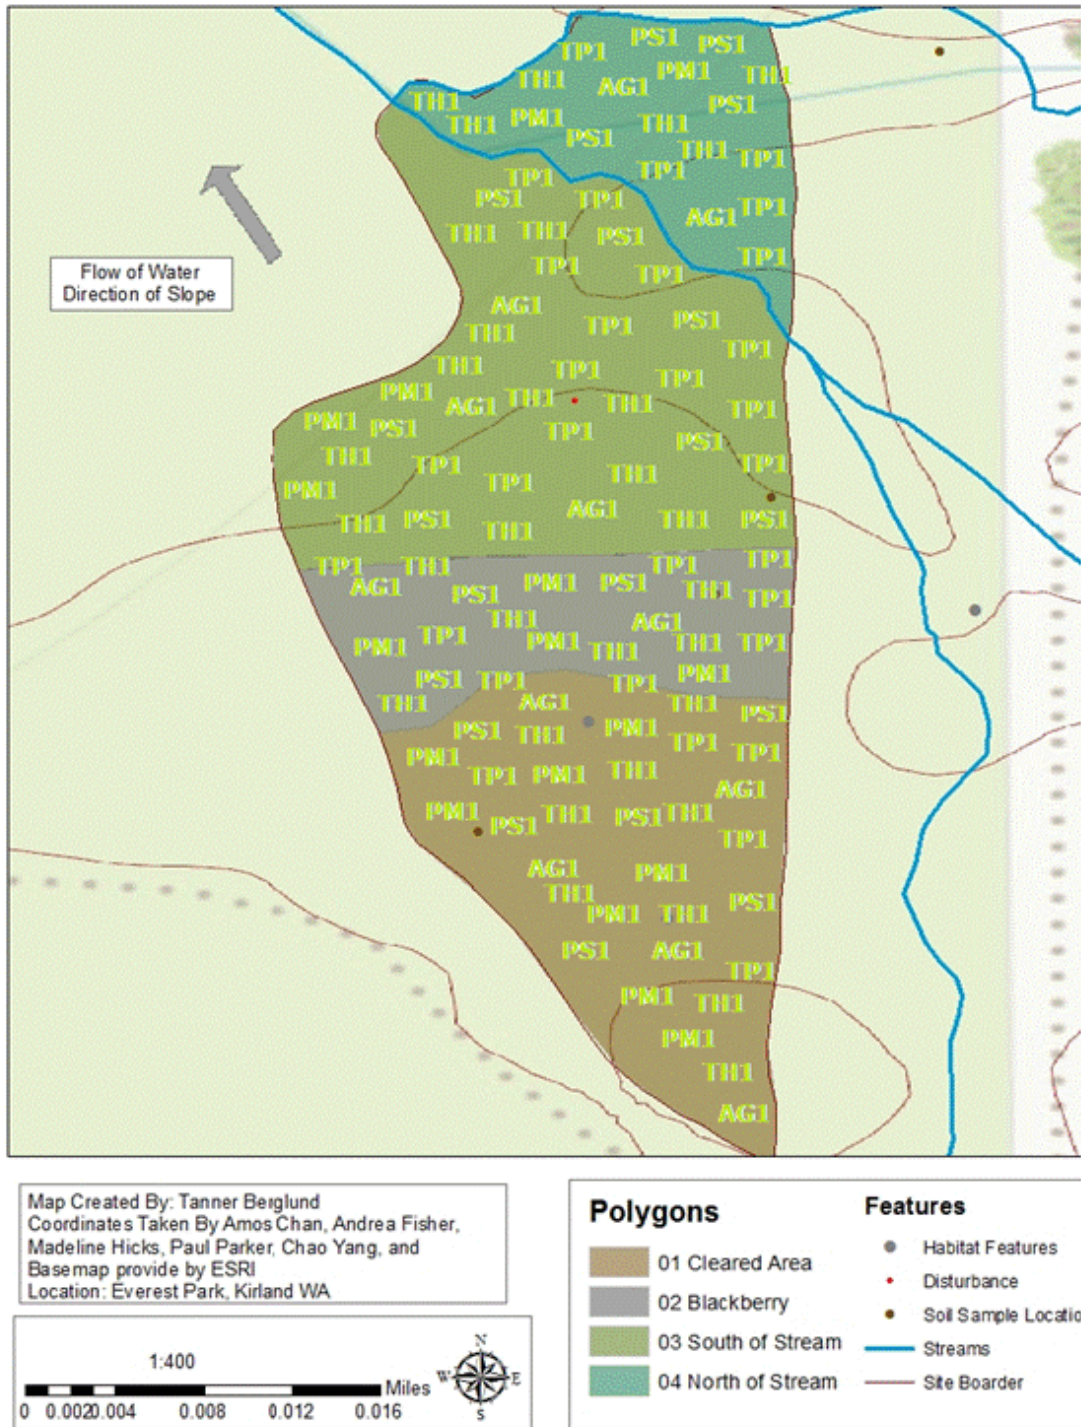 PS1 PS1
TP1
PM1 TH1
TH1 AG1
TH1 PS1
TH1 PM1 TH1
PS1
TH1 TP1
TP1
TP1
PS1 TP1
AG1 TP1
TH1 TH1 PS1
TP1 TP1 TP1
Flow of Water
Direction of Slope
AG1
TP1 PS1
TH1 TP1
TH1 TP1 TP1
PM1 AG1 TH1 TH1 TP1
PM1 PS1 TP1 PS1
TH1 TP1 TP1
PM1 TP1 TH1
TH1 PS1 TH1 AG1 TH1 PS1
TP1 TH1 TP1 TP1
AG1 PS1 PM1 PS1 TH1 TP1
TH1 AG1
PM1 TP1 PM1 TH1 TH1 TP1
PS1 TP1 TP1 PM1
TH1 AG1 TH1 PS1
PS1 TH1 PM1 TP1 TP1
PM1 TP1 PM1 TH1
AG1
PM1 PS1 TH1 PS1 TH1
TP1
AG1 PM1
TH1 PM1 TH1 PS1
PS1 AG1
TP1
PM1 TH1
PM1
TH1
AG1
Map Created By: Tanner Berglund
Coordinates Taken By Amos Chan, Andrea Fisher,
Madeline Hicks, Paul Parker, Chao Yang, and
Basemap provide by ESRI
Location: Everest Park, Kirland WA
1:400
Miles
0 0.002 0.004 0.008 0.012 0.016
N
W E
S
Polygons
01 Cleared Area
02 Blackberry
03 South of Stream
04 North of Stream
Features
Habitat Features
Disturbance
Soil Sample Locatio
Streams
Site Boarder